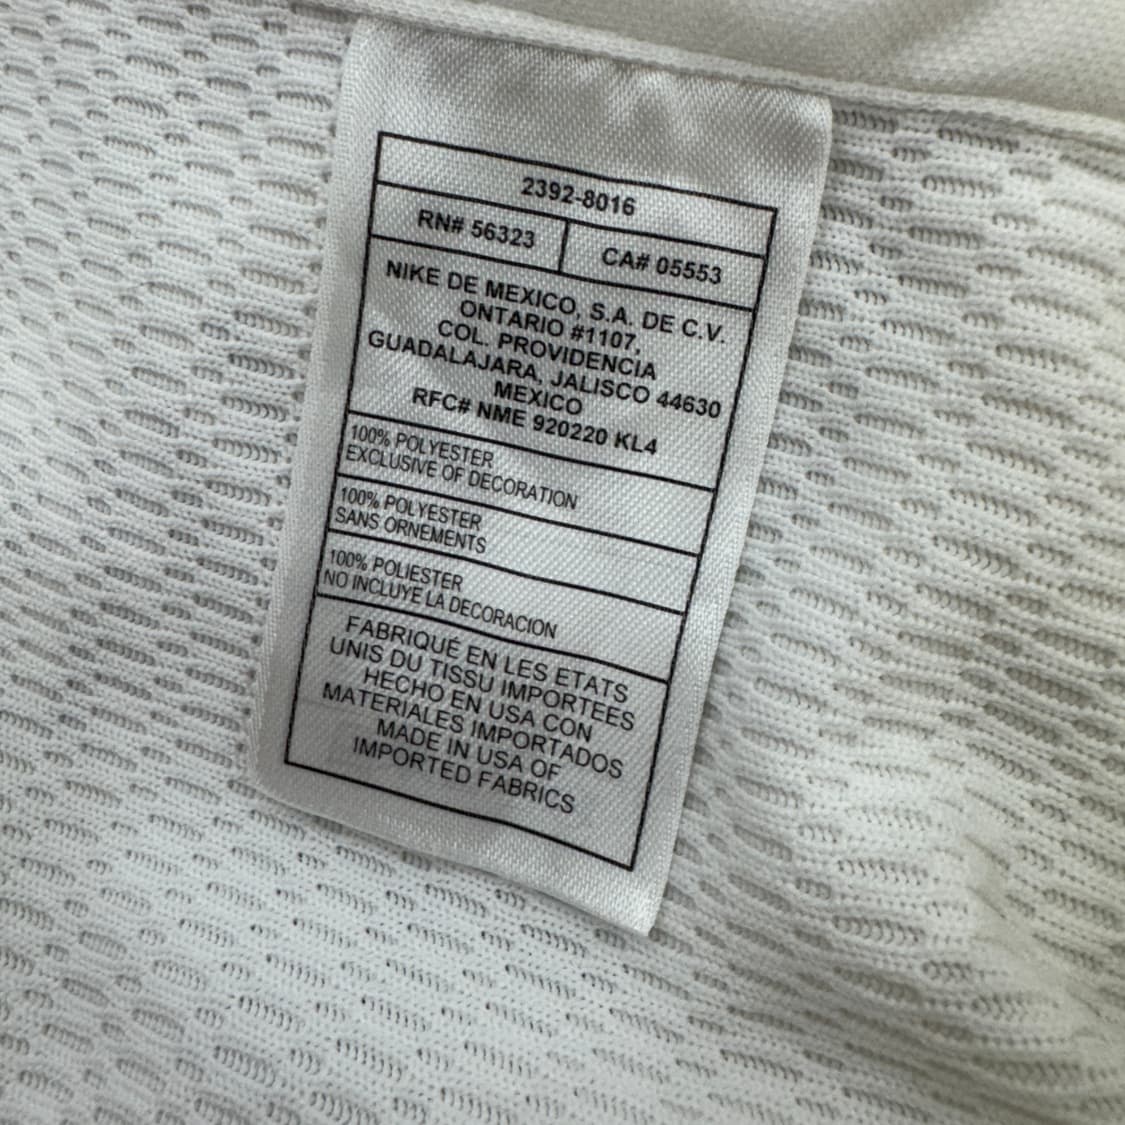 2392-8016
RN# 56323
CA# 05553
NIKE DE MEXICO, S.A. DE C.V.
ONTARIO #1107,
COL. PROVIDENCIA
GUADALAJARA, JALISCO 44630
MEXICO
RFC# NME 920220 KL4
100% POLYESTER
EXCLUSIVE OF DECORATION
100% POLYESTER
SANS ORNEMENTS
100% POLIESTER
NO INCLUYE LA DECORACION
FABRIQUÉ EN LES ETATS
UNIS DU TISSU IMPORTEES
HECHO EN USA CON
MATERIALES IMPORTADOS
MADE IN USA OF
IMPORTED FABRICS